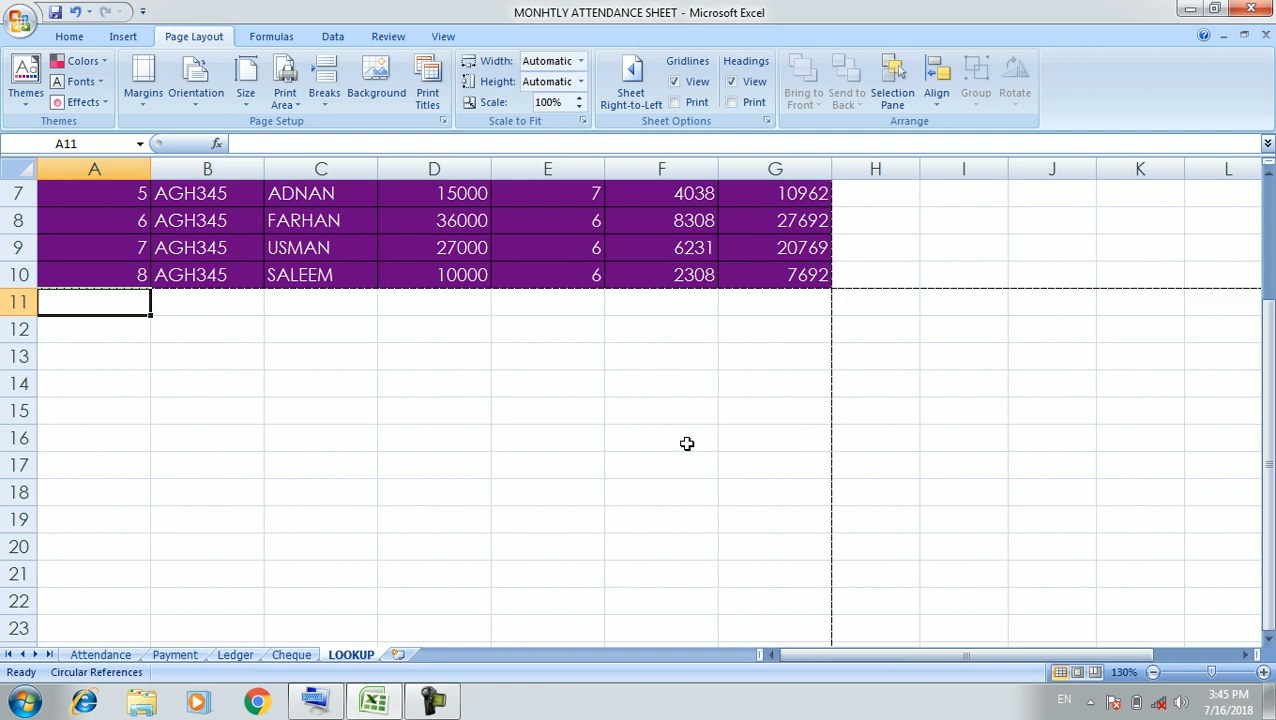 MONHTLY ATTENDANCE SHEET - Microsoft Excel
Home Insert Page Layout Formulas Data Review View
Themes Colors Fonts Effects
Themes
Margins Orientation Size Print Area Breaks Background Print Titles
Page Setup
Width: Automatic
Height: Automatic
Scale: 100%
Scale to Fit
Sheet Right-to-Left
Gridlines View Print
Headings View Print
Sheet Options
Bring to Front Send to Back Selection Pane Align Group Rotate
Arrange
A11 fx
A B C D E F G H I J K L
7 5 AGH345 ADNAN 15000 7 4038 10962
8 6 AGH345 FARHAN 36000 6 8308 27692
9 7 AGH345 USMAN 27000 6 6231 20769
10 8 AGH345 SALEEM 10000 6 2308 7692
11
12
13
14
15
16
17
18
19
20
21
22
23
Attendance Payment Ledger Cheque LOOKUP
Ready Circular References 130%
EN 3:45 PM
7/16/2018